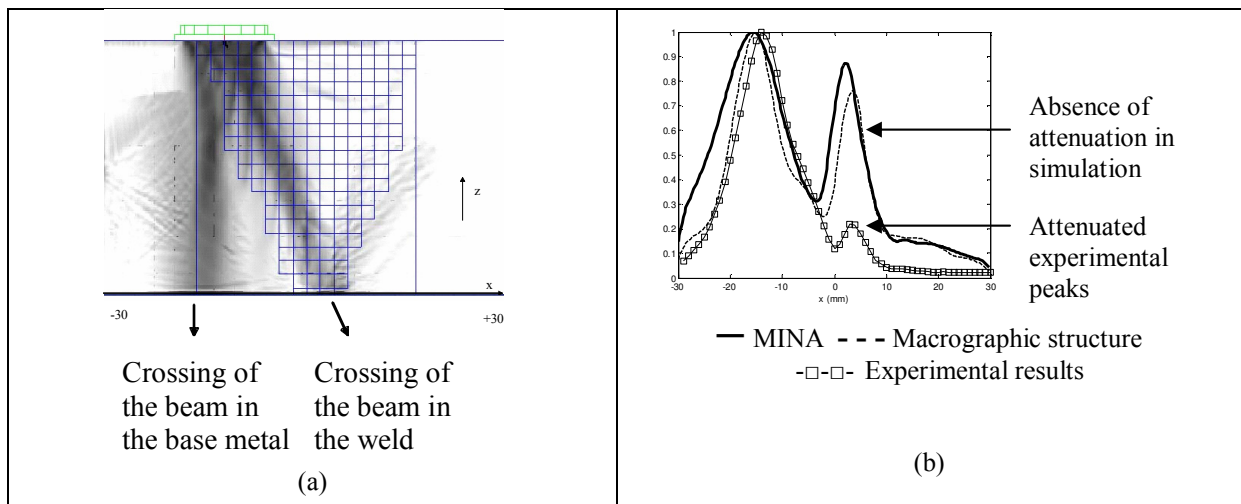 z
x
-30
+30
Crossing of
the beam in
the base metal
Crossing of
the beam in
the weld
(a)
1
0.9
0.8
0.7
0.6
0.5
0.4
0.3
0.2
0.1
0
-30 -20 -10 0 10 20 30
x (mm)
Absence of
attenuation in
simulation
Attenuated
experimental
peaks
MINA - - - Macrographic structure
-□-□- Experimental results
(b)